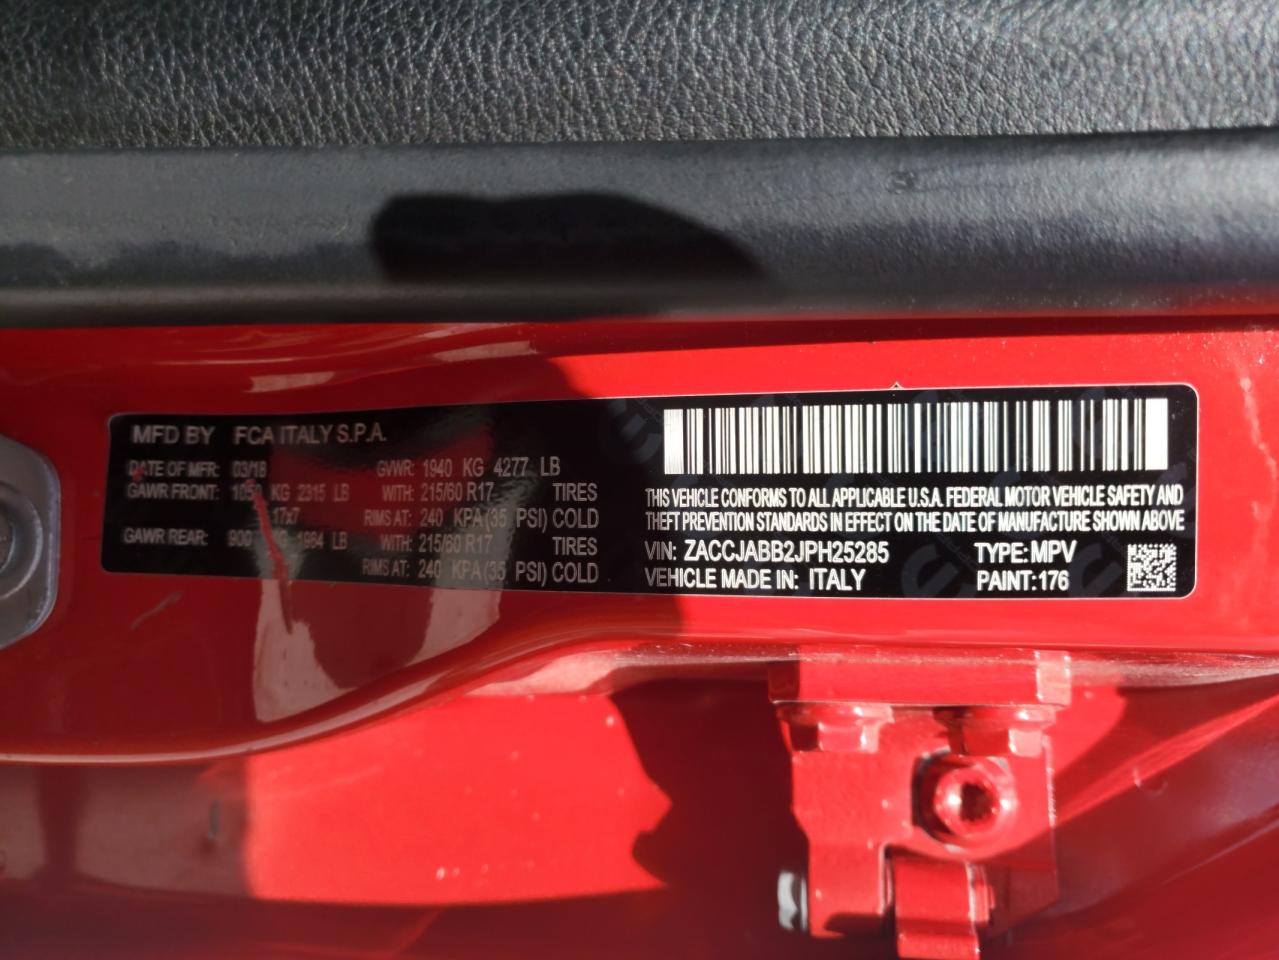 MFD BY FCA ITALY S.P.A.
DATE OF MFR: 03/18 GVWR: 1940 KG 4277 LB
GAWR FRONT: 1050 KG 2315 LB WITH: 215/60 R17 TIRES
17x7 RIMS AT: 240 KPA (35 PSI) COLD
GAWR REAR: 900 KG 1984 LB WITH: 215/60 R17 TIRES
RIMS AT: 240 KPA (35 PSI) COLD
THIS VEHICLE CONFORMS TO ALL APPLICABLE U.S.A. FEDERAL MOTOR VEHICLE SAFETY AND
THEFT PREVENTION STANDARDS IN EFFECT ON THE DATE OF MANUFACTURE SHOWN ABOVE
VIN: ZACCJABB2JPH25285 TYPE: MPV
VEHICLE MADE IN: ITALY PAINT: 176